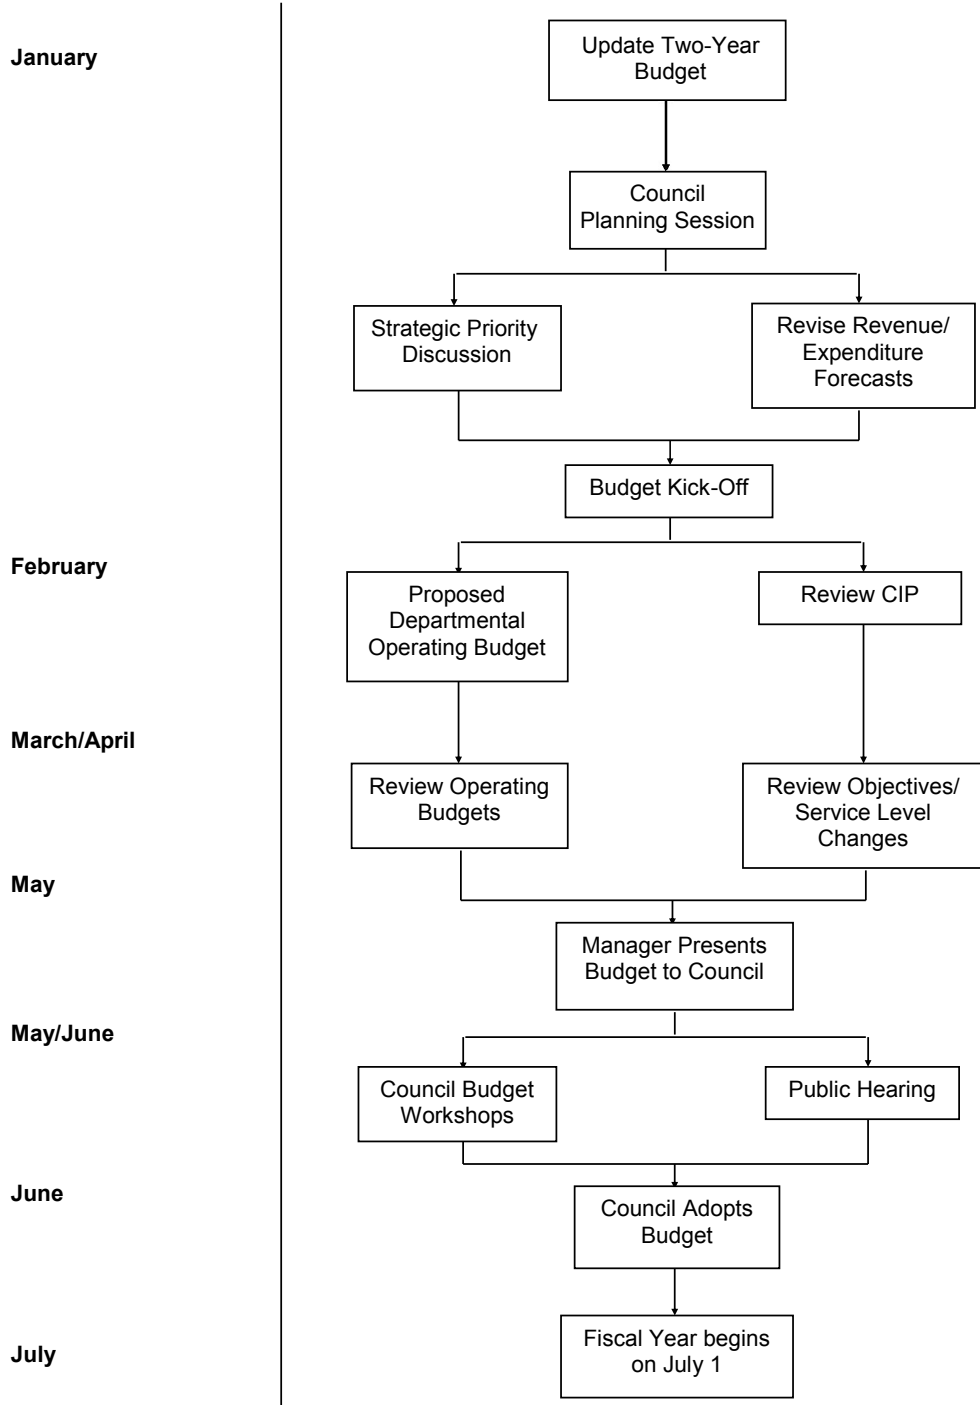 January
Update Two-Year
Budget
Council
Planning Session
Strategic Priority
Discussion
Revise Revenue/
Expenditure
Forecasts
Budget Kick-Off
February
Proposed
Departmental
Operating Budget
Review CIP
March/April
Review Operating
Budgets
Review Objectives/
Service Level
Changes
May
Manager Presents
Budget to Council
May/June
Council Budget
Workshops
Public Hearing
June
Council Adopts
Budget
July
Fiscal Year begins
on July 1